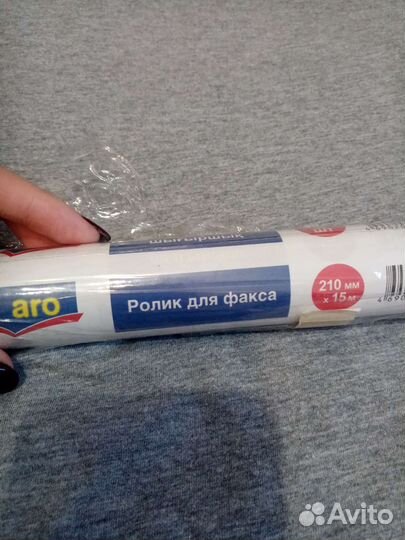 aro
Ролик для факса
210 мм
х 15 м
Avito